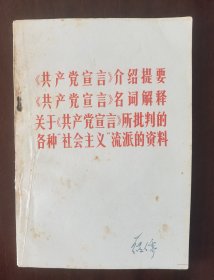 《共产党宣言》介绍提要
《共产党宣言》名词解释
关于《共产党宣言》所批判的
各种“社会主义”流派的资料